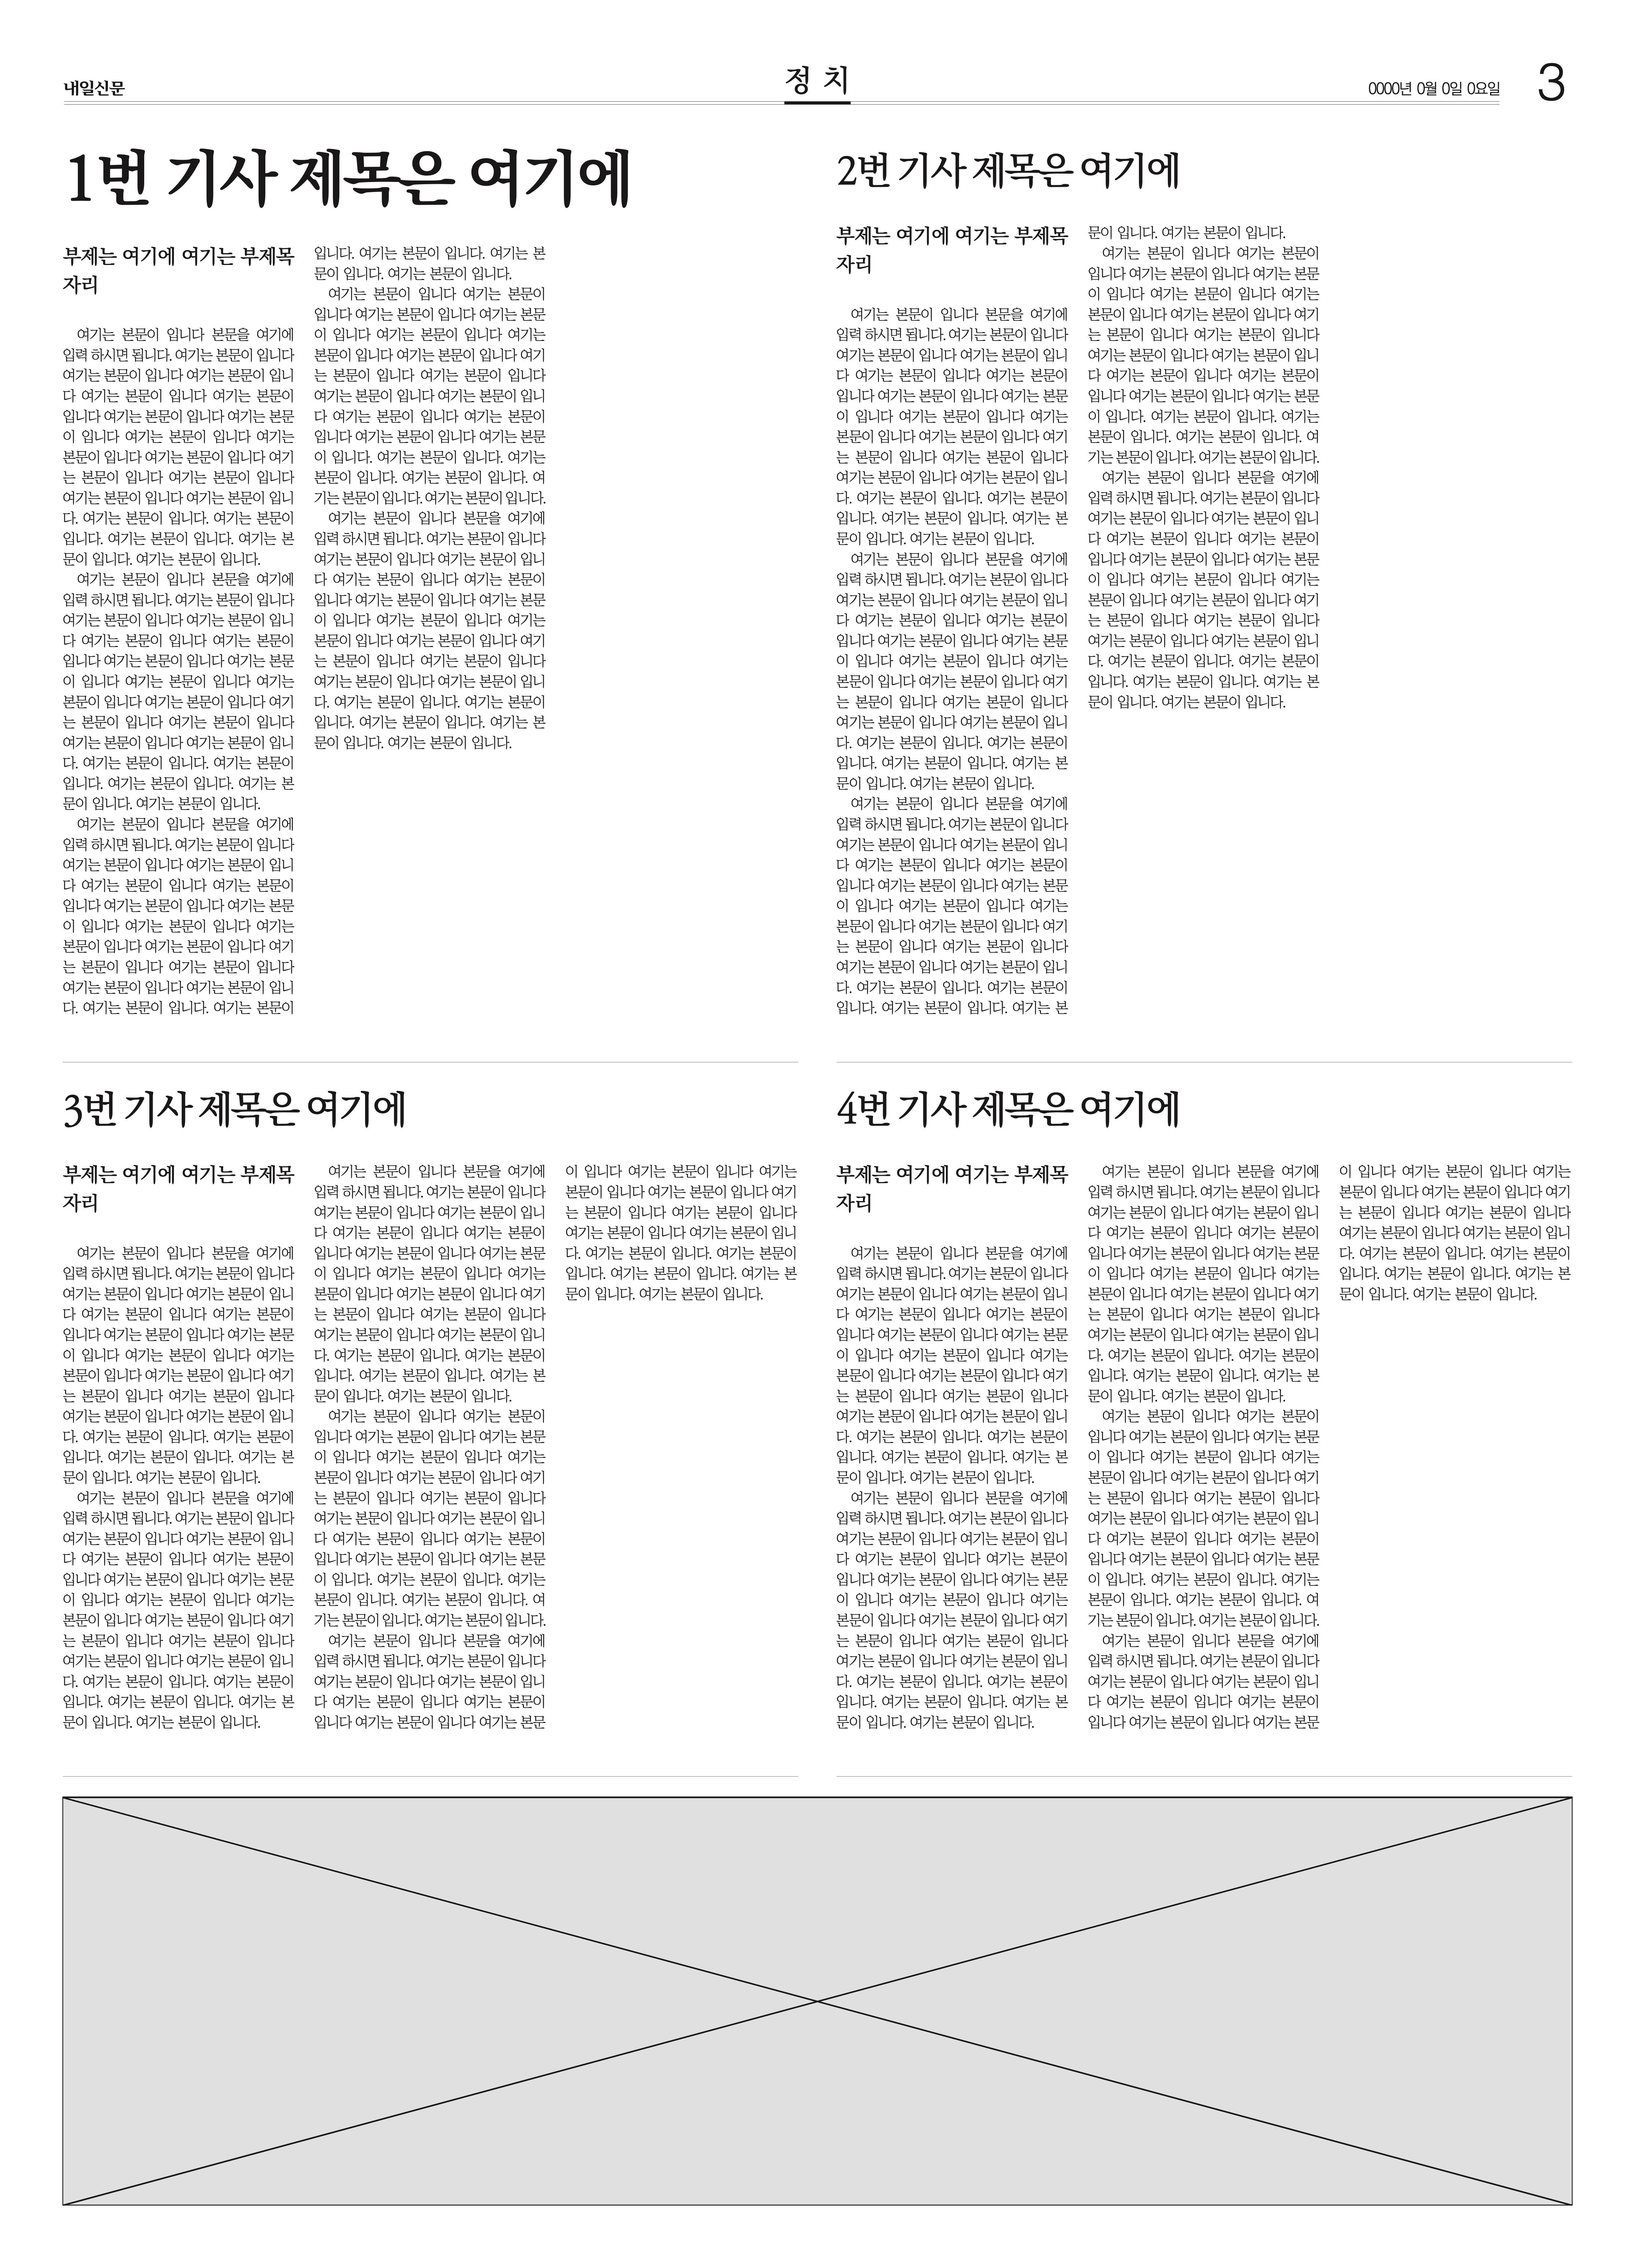 내일신문
정 치
0000년 0월 0일 0요일
3
1번 기사 제목은 여기에
부제는 여기에 여기는 부제목
자리
여기는 본문이 입니다 본문을 여기에
입력 하시면 됩니다. 여기는 본문이 입니다
여기는 본문이 입니다 여기는 본문이 입니
다 여기는 본문이 입니다 여기는 본문이
입니다 여기는 본문이 입니다 여기는 본문
이 입니다 여기는 본문이 입니다 여기는
본문이 입니다 여기는 본문이 입니다 여기
는 본문이 입니다 여기는 본문이 입니다
여기는 본문이 입니다 여기는 본문이 입니
다. 여기는 본문이 입니다. 여기는 본문이
입니다. 여기는 본문이 입니다. 여기는 본
문이 입니다. 여기는 본문이 입니다.
여기는 본문이 입니다 본문을 여기에
입력 하시면 됩니다. 여기는 본문이 입니다
여기는 본문이 입니다 여기는 본문이 입니
다 여기는 본문이 입니다 여기는 본문이
입니다 여기는 본문이 입니다 여기는 본문
이 입니다 여기는 본문이 입니다 여기는
본문이 입니다 여기는 본문이 입니다 여기
는 본문이 입니다 여기는 본문이 입니다
여기는 본문이 입니다 여기는 본문이 입니
다. 여기는 본문이 입니다. 여기는 본문이
입니다. 여기는 본문이 입니다. 여기는 본
문이 입니다. 여기는 본문이 입니다.
여기는 본문이 입니다 본문을 여기에
입력 하시면 됩니다. 여기는 본문이 입니다
여기는 본문이 입니다 여기는 본문이 입니
다 여기는 본문이 입니다 여기는 본문이
입니다 여기는 본문이 입니다 여기는 본문
이 입니다 여기는 본문이 입니다 여기는
본문이 입니다 여기는 본문이 입니다 여기
는 본문이 입니다 여기는 본문이 입니다
여기는 본문이 입니다 여기는 본문이 입니
다. 여기는 본문이 입니다. 여기는 본문이
입니다. 여기는 본문이 입니다. 여기는 본
문이 입니다. 여기는 본문이 입니다.
여기는 본문이 입니다 여기는 본문이
입니다 여기는 본문이 입니다 여기는 본문
이 입니다 여기는 본문이 입니다 여기는
본문이 입니다 여기는 본문이 입니다 여기
는 본문이 입니다 여기는 본문이 입니다
여기는 본문이 입니다 여기는 본문이 입니
다 여기는 본문이 입니다 여기는 본문이
입니다 여기는 본문이 입니다 여기는 본문
이 입니다. 여기는 본문이 입니다. 여기는
본문이 입니다. 여기는 본문이 입니다. 여
기는 본문이 입니다. 여기는 본문이 입니다.
여기는 본문이 입니다 본문을 여기에
입력 하시면 됩니다. 여기는 본문이 입니다
여기는 본문이 입니다 여기는 본문이 입니
다 여기는 본문이 입니다 여기는 본문이
입니다 여기는 본문이 입니다 여기는 본문
이 입니다 여기는 본문이 입니다 여기는
본문이 입니다 여기는 본문이 입니다 여기
는 본문이 입니다 여기는 본문이 입니다
여기는 본문이 입니다 여기는 본문이 입니
다. 여기는 본문이 입니다. 여기는 본문이
입니다. 여기는 본문이 입니다. 여기는 본
문이 입니다. 여기는 본문이 입니다.
2번 기사 제목은 여기에
부제는 여기에 여기는 부제목
자리
여기는 본문이 입니다 본문을 여기에
입력 하시면 됩니다. 여기는 본문이 입니다
여기는 본문이 입니다 여기는 본문이 입니
다 여기는 본문이 입니다 여기는 본문이
입니다 여기는 본문이 입니다 여기는 본문
이 입니다 여기는 본문이 입니다 여기는
본문이 입니다 여기는 본문이 입니다 여기
는 본문이 입니다 여기는 본문이 입니다
여기는 본문이 입니다 여기는 본문이 입니
다. 여기는 본문이 입니다. 여기는 본문이
입니다. 여기는 본문이 입니다. 여기는 본
문이 입니다. 여기는 본문이 입니다.
여기는 본문이 입니다 본문을 여기에
입력 하시면 됩니다. 여기는 본문이 입니다
여기는 본문이 입니다 여기는 본문이 입니
다 여기는 본문이 입니다 여기는 본문이
입니다 여기는 본문이 입니다 여기는 본문
이 입니다 여기는 본문이 입니다 여기는
본문이 입니다 여기는 본문이 입니다 여기
는 본문이 입니다 여기는 본문이 입니다
여기는 본문이 입니다 여기는 본문이 입니
다. 여기는 본문이 입니다. 여기는 본문이
입니다. 여기는 본문이 입니다. 여기는 본
문이 입니다. 여기는 본문이 입니다.
여기는 본문이 입니다 본문을 여기에
입력 하시면 됩니다. 여기는 본문이 입니다
여기는 본문이 입니다 여기는 본문이 입니
다 여기는 본문이 입니다 여기는 본문이
입니다 여기는 본문이 입니다 여기는 본문
이 입니다 여기는 본문이 입니다 여기는
본문이 입니다 여기는 본문이 입니다 여기
는 본문이 입니다 여기는 본문이 입니다
여기는 본문이 입니다 여기는 본문이 입니
다. 여기는 본문이 입니다. 여기는 본문이
입니다. 여기는 본문이 입니다. 여기는 본
문이 입니다. 여기는 본문이 입니다.
여기는 본문이 입니다 여기는 본문이
입니다 여기는 본문이 입니다 여기는 본문
이 입니다 여기는 본문이 입니다 여기는
본문이 입니다 여기는 본문이 입니다 여기
는 본문이 입니다 여기는 본문이 입니다
여기는 본문이 입니다 여기는 본문이 입니
다 여기는 본문이 입니다 여기는 본문이
입니다 여기는 본문이 입니다 여기는 본문
이 입니다. 여기는 본문이 입니다. 여기는
본문이 입니다. 여기는 본문이 입니다. 여
기는 본문이 입니다. 여기는 본문이 입니다.
여기는 본문이 입니다 본문을 여기에
입력 하시면 됩니다. 여기는 본문이 입니다
여기는 본문이 입니다 여기는 본문이 입니
다 여기는 본문이 입니다 여기는 본문이
입니다 여기는 본문이 입니다 여기는 본문
이 입니다 여기는 본문이 입니다 여기는
본문이 입니다 여기는 본문이 입니다 여기
는 본문이 입니다 여기는 본문이 입니다
여기는 본문이 입니다 여기는 본문이 입니
다. 여기는 본문이 입니다. 여기는 본문이
입니다. 여기는 본문이 입니다. 여기는 본
문이 입니다. 여기는 본문이 입니다.
3번 기사 제목은 여기에
부제는 여기에 여기는 부제목
자리
여기는 본문이 입니다 본문을 여기에
입력 하시면 됩니다. 여기는 본문이 입니다
여기는 본문이 입니다 여기는 본문이 입니
다 여기는 본문이 입니다 여기는 본문이
입니다 여기는 본문이 입니다 여기는 본문
이 입니다 여기는 본문이 입니다 여기는
본문이 입니다 여기는 본문이 입니다 여기
는 본문이 입니다 여기는 본문이 입니다
여기는 본문이 입니다 여기는 본문이 입니
다. 여기는 본문이 입니다. 여기는 본문이
입니다. 여기는 본문이 입니다. 여기는 본
문이 입니다. 여기는 본문이 입니다.
여기는 본문이 입니다 본문을 여기에
입력 하시면 됩니다. 여기는 본문이 입니다
여기는 본문이 입니다 여기는 본문이 입니
다 여기는 본문이 입니다 여기는 본문이
입니다 여기는 본문이 입니다 여기는 본문
이 입니다 여기는 본문이 입니다 여기는
본문이 입니다 여기는 본문이 입니다 여기
는 본문이 입니다 여기는 본문이 입니다
여기는 본문이 입니다 여기는 본문이 입니
다. 여기는 본문이 입니다. 여기는 본문이
입니다. 여기는 본문이 입니다. 여기는 본
문이 입니다. 여기는 본문이 입니다.
여기는 본문이 입니다 본문을 여기에
입력 하시면 됩니다. 여기는 본문이 입니다
여기는 본문이 입니다 여기는 본문이 입니
다 여기는 본문이 입니다 여기는 본문이
입니다 여기는 본문이 입니다 여기는 본문
이 입니다 여기는 본문이 입니다 여기는
본문이 입니다 여기는 본문이 입니다 여기
는 본문이 입니다 여기는 본문이 입니다
여기는 본문이 입니다 여기는 본문이 입니
다. 여기는 본문이 입니다. 여기는 본문이
입니다. 여기는 본문이 입니다. 여기는 본
문이 입니다. 여기는 본문이 입니다.
여기는 본문이 입니다 여기는 본문이
입니다 여기는 본문이 입니다 여기는 본문
이 입니다 여기는 본문이 입니다 여기는
본문이 입니다 여기는 본문이 입니다 여기
는 본문이 입니다 여기는 본문이 입니다
여기는 본문이 입니다 여기는 본문이 입니
다 여기는 본문이 입니다 여기는 본문이
입니다 여기는 본문이 입니다 여기는 본문
이 입니다. 여기는 본문이 입니다. 여기는
본문이 입니다. 여기는 본문이 입니다. 여
기는 본문이 입니다. 여기는 본문이 입니다.
여기는 본문이 입니다 본문을 여기에
입력 하시면 됩니다. 여기는 본문이 입니다
여기는 본문이 입니다 여기는 본문이 입니
다 여기는 본문이 입니다 여기는 본문이
입니다 여기는 본문이 입니다 여기는 본문
이 입니다 여기는 본문이 입니다 여기는
본문이 입니다 여기는 본문이 입니다 여기
는 본문이 입니다 여기는 본문이 입니다
여기는 본문이 입니다 여기는 본문이 입니
다. 여기는 본문이 입니다. 여기는 본문이
입니다. 여기는 본문이 입니다. 여기는 본
문이 입니다. 여기는 본문이 입니다.
4번 기사 제목은 여기에
부제는 여기에 여기는 부제목
자리
여기는 본문이 입니다 본문을 여기에
입력 하시면 됩니다. 여기는 본문이 입니다
여기는 본문이 입니다 여기는 본문이 입니
다 여기는 본문이 입니다 여기는 본문이
입니다 여기는 본문이 입니다 여기는 본문
이 입니다 여기는 본문이 입니다 여기는
본문이 입니다 여기는 본문이 입니다 여기
는 본문이 입니다 여기는 본문이 입니다
여기는 본문이 입니다 여기는 본문이 입니
다. 여기는 본문이 입니다. 여기는 본문이
입니다. 여기는 본문이 입니다. 여기는 본
문이 입니다. 여기는 본문이 입니다.
여기는 본문이 입니다 본문을 여기에
입력 하시면 됩니다. 여기는 본문이 입니다
여기는 본문이 입니다 여기는 본문이 입니
다 여기는 본문이 입니다 여기는 본문이
입니다 여기는 본문이 입니다 여기는 본문
이 입니다 여기는 본문이 입니다 여기는
본문이 입니다 여기는 본문이 입니다 여기
는 본문이 입니다 여기는 본문이 입니다
여기는 본문이 입니다 여기는 본문이 입니
다. 여기는 본문이 입니다. 여기는 본문이
입니다. 여기는 본문이 입니다. 여기는 본
문이 입니다. 여기는 본문이 입니다.
여기는 본문이 입니다 본문을 여기에
입력 하시면 됩니다. 여기는 본문이 입니다
여기는 본문이 입니다 여기는 본문이 입니
다 여기는 본문이 입니다 여기는 본문이
입니다 여기는 본문이 입니다 여기는 본문
이 입니다 여기는 본문이 입니다 여기는
본문이 입니다 여기는 본문이 입니다 여기
는 본문이 입니다 여기는 본문이 입니다
여기는 본문이 입니다 여기는 본문이 입니
다. 여기는 본문이 입니다. 여기는 본문이
입니다. 여기는 본문이 입니다. 여기는 본
문이 입니다. 여기는 본문이 입니다.
여기는 본문이 입니다 여기는 본문이
입니다 여기는 본문이 입니다 여기는 본문
이 입니다 여기는 본문이 입니다 여기는
본문이 입니다 여기는 본문이 입니다 여기
는 본문이 입니다 여기는 본문이 입니다
여기는 본문이 입니다 여기는 본문이 입니
다 여기는 본문이 입니다 여기는 본문이
입니다 여기는 본문이 입니다 여기는 본문
이 입니다. 여기는 본문이 입니다. 여기는
본문이 입니다. 여기는 본문이 입니다. 여
기는 본문이 입니다. 여기는 본문이 입니다.
여기는 본문이 입니다 본문을 여기에
입력 하시면 됩니다. 여기는 본문이 입니다
여기는 본문이 입니다 여기는 본문이 입니
다 여기는 본문이 입니다 여기는 본문이
입니다 여기는 본문이 입니다 여기는 본문
이 입니다 여기는 본문이 입니다 여기는
본문이 입니다 여기는 본문이 입니다 여기
는 본문이 입니다 여기는 본문이 입니다
여기는 본문이 입니다 여기는 본문이 입니
다. 여기는 본문이 입니다. 여기는 본문이
입니다. 여기는 본문이 입니다. 여기는 본
문이 입니다. 여기는 본문이 입니다.